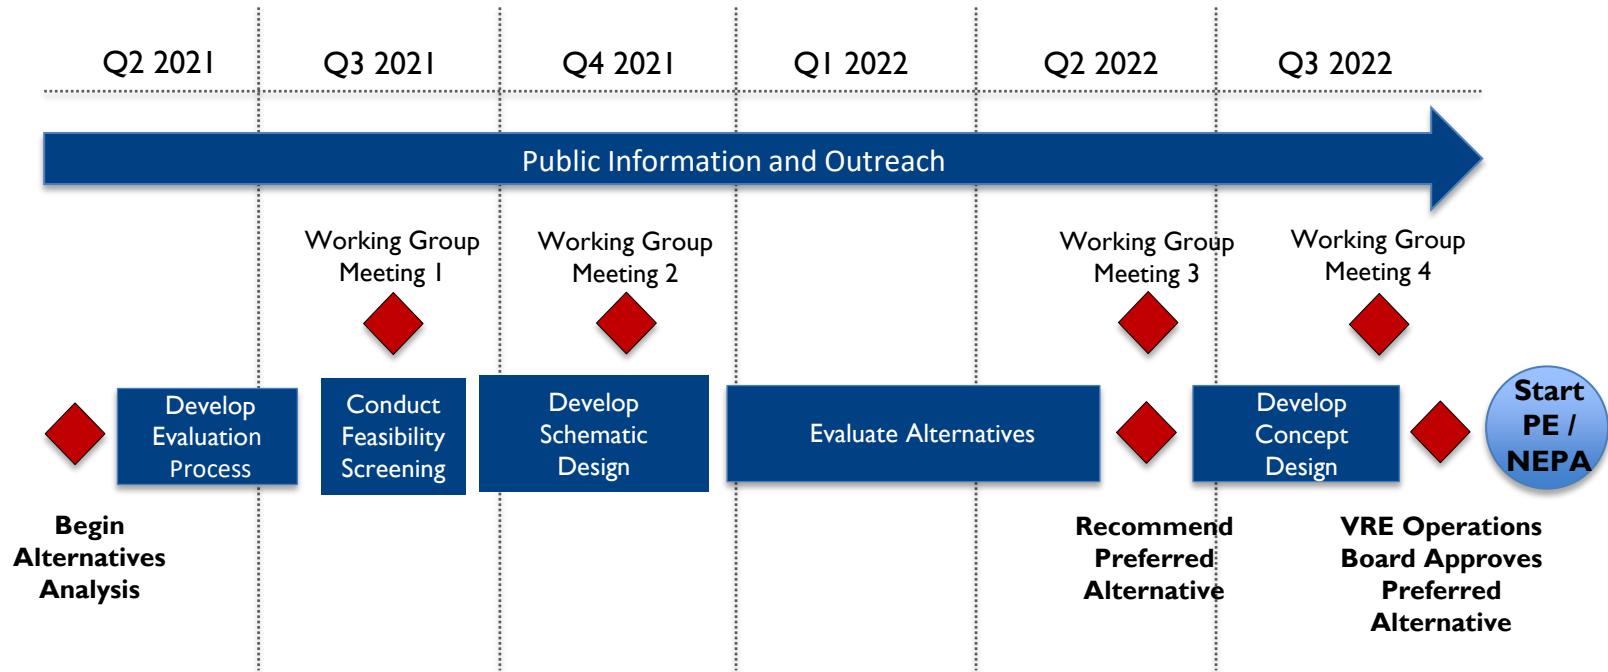 Q2 2021
Q3 2021
Q4 2021
Q1 2022
Q2 2022
Q3 2022
Public Information and Outreach
Working Group
Meeting 1
Working Group
Meeting 2
Working Group
Meeting 3
Working Group
Meeting 4
Develop
Evaluation
Process
Conduct
Feasibility
Screening
Develop
Schematic
Design
Evaluate Alternatives
Develop
Concept
Design
Start
PE /
NEPA
Begin
Alternatives
Analysis
Recommend
Preferred
Alternative
VRE Operations
Board Approves
Preferred
Alternative